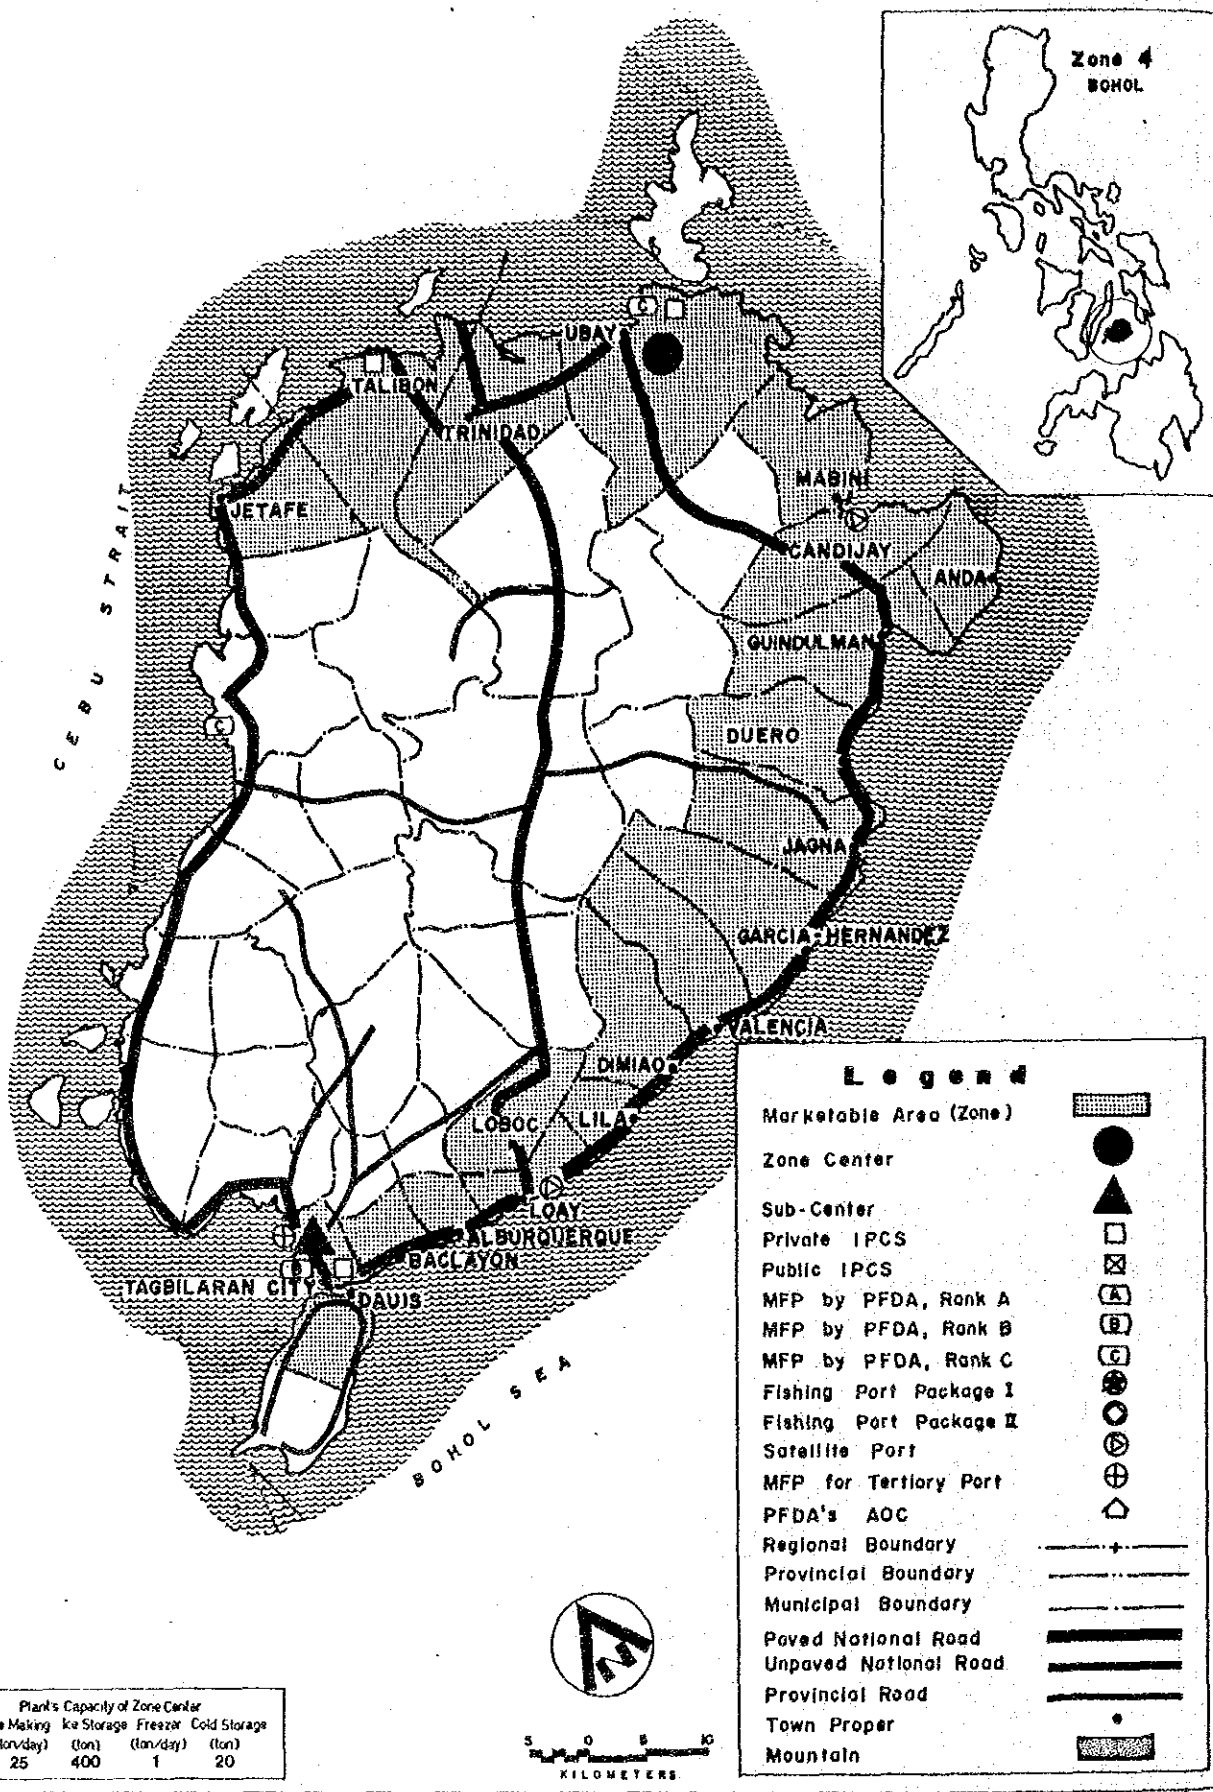 Zone 4
BOHOL
UBAY
C
TALIBON
TRINIDAD
JETAFE
MABINI
CANDIJAY
ANDA
GUINDULMAN
CEBU STRAIT
C
DUERO
JAGNA
GARCIA-HERNANDEZ
VALENCIA
DIMIAO
LOBOC
LILA
LOAY
ALBURQUERQUE
BACLAYON
B
TAGBILARAN CITY
DAUIS
BOHOL SEA
Legend
Marketable Area (Zone)
Zone Center
Sub-Center
Private IPCS
Public IPCS
MFP by PFDA, Rank A
A
MFP by PFDA, Rank B
B
MFP by PFDA, Rank C
C
Fishing Port Package I
Fishing Port Package II
Satellite Port
MFP for Tertiary Port
PFDA's AOC
Regional Boundary
Provincial Boundary
Municipal Boundary
Paved National Road
Unpaved National Road
Provincial Road
Town Proper
Mountain
N
5 0 5 10
KILOMETERS
Plant's Capacity of Zone Center
Making Ice Storage Freezer Cold Storage
(ton/day) (ton) (ton/day) (ton)
25 400 1 20